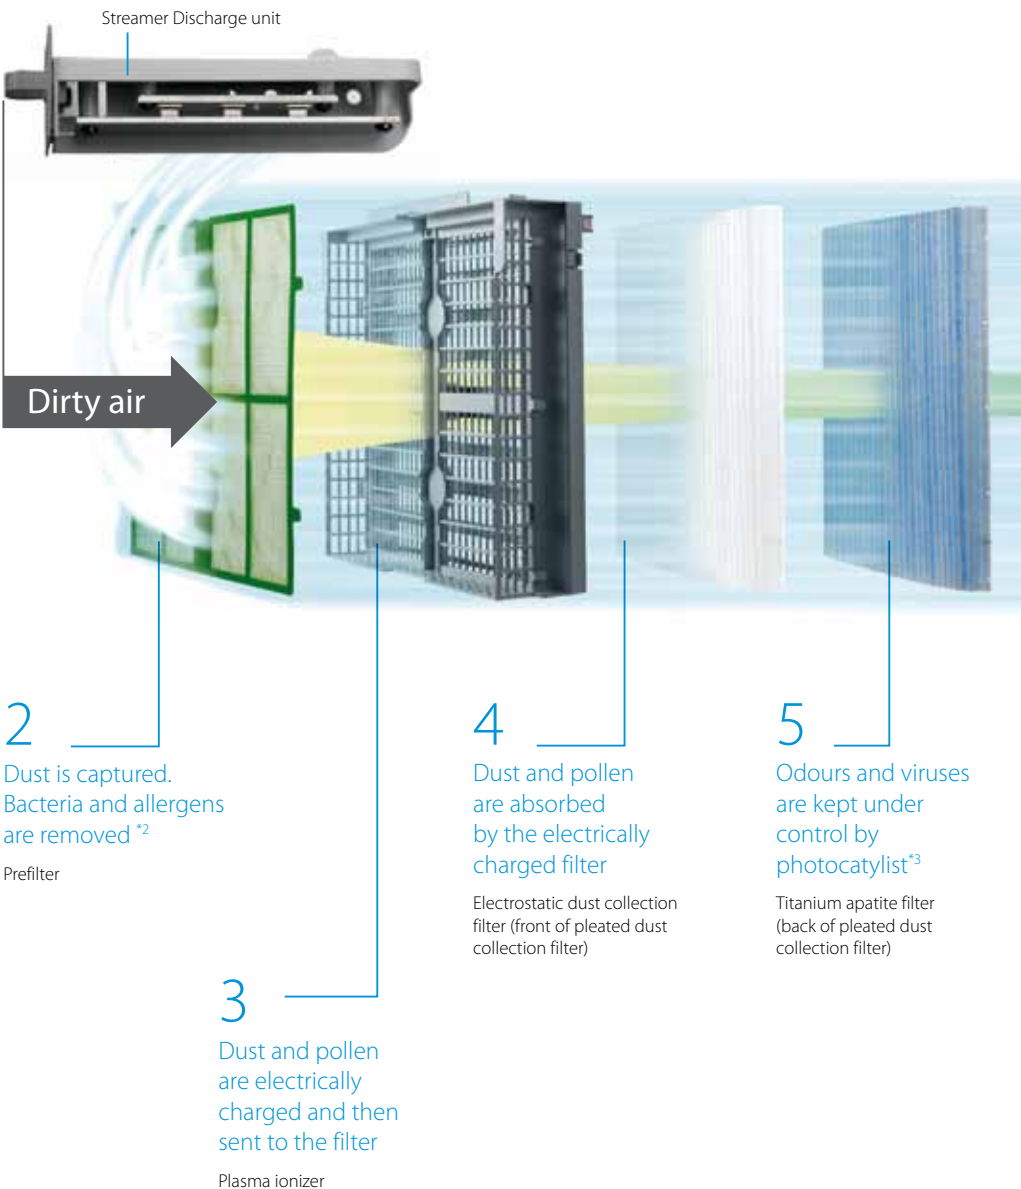 Streamer Discharge unit
Dirty air
2
Dust is captured.
Bacteria and allergens
are removed *2
Prefilter
3
Dust and pollen
are electrically
charged and then
sent to the filter
Plasma ionizer
4
Dust and pollen
are absorbed
by the electrically
charged filter
Electrostatic dust collection
filter (front of pleated dust
collection filter)
5
Odours and viruses
are kept under
control by
photocatylist*3
Titanium apatite filter
(back of pleated dust
collection filter)